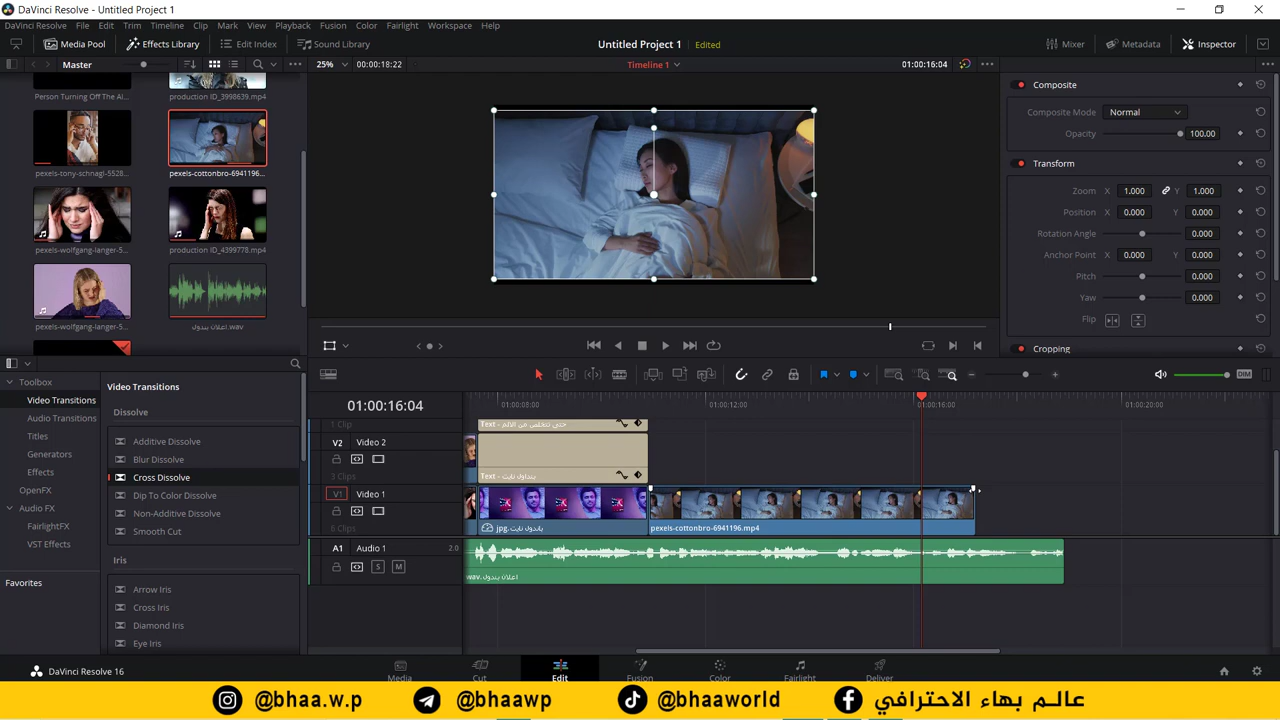 DaVinci Resolve - Untitled Project 1
DaVinci Resolve File Edit Trim Timeline Clip Mark View Playback Fusion Color Fairlight Workspace Help
Media Pool Effects Library Edit Index Sound Library Untitled Project 1 Edited Mixer Metadata Inspector
Master 25% 00:00:18:22 Timeline 1 01:00:16:04
Person Turning Off The Al... production ID_3998639.mp4
pexels-tony-schnagl-5528... pexels-cottonbro-6941196...
pexels-wolfgang-langer-5... production ID_4399778.mp4
pexels-wolfgang-langer-5... اعلان بندول.wav
Composite
Composite Mode Normal
Opacity 100.00
Transform
Zoom X 1.000 Y 1.000
Position X 0.000 Y 0.000
Rotation Angle 0.000
Anchor Point X 0.000 Y 0.000
Pitch 0.000
Yaw 0.000
Flip
Cropping
Toolbox
Video Transitions
Audio Transitions
Titles
Generators
Effects
OpenFX
Audio FX
FairlightFX
VST Effects
Favorites
Video Transitions
Dissolve
Additive Dissolve
Blur Dissolve
Cross Dissolve
Dip To Color Dissolve
Non-Additive Dissolve
Smooth Cut
Iris
Arrow Iris
Cross Iris
Diamond Iris
Eye Iris
DIM
01:00:16:04 01:00:08:00 01:00:12:00 01:00:16:00 01:00:20:00
1 Clip Text - حتى تتخلص من الالم
V2 Video 2
3 Clips Text - بنداول نايت
V1 Video 1
6 Clips باندول نايت.jpg pexels-cottonbro-6941196.mp4
A1 Audio 1 2.0
S M
اعلان بندول.wav
DaVinci Resolve 16 Media Cut Edit Fusion Color Fairlight Deliver
@bhaa.w.p @bhaawp @bhaaworld عالم بهاء الاحترافي